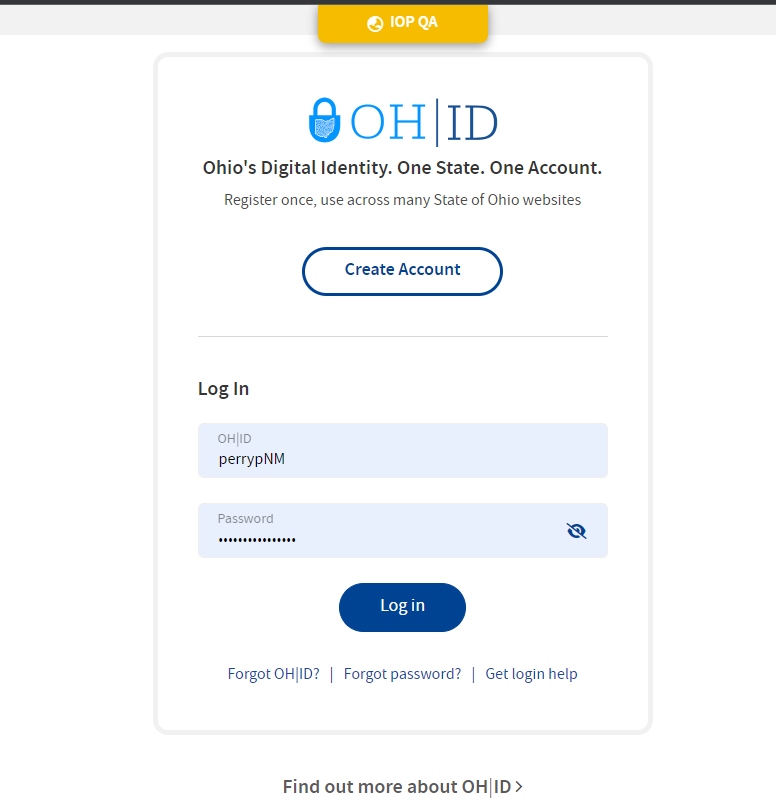 IOP QA
OH|ID
Ohio's Digital Identity. One State. One Account.
Register once, use across many State of Ohio websites
Create Account
Log In
OH|ID
perrypNM
Password
••••••••••••••••
Log in
Forgot OH|ID? | Forgot password? | Get login help
Find out more about OH|ID >